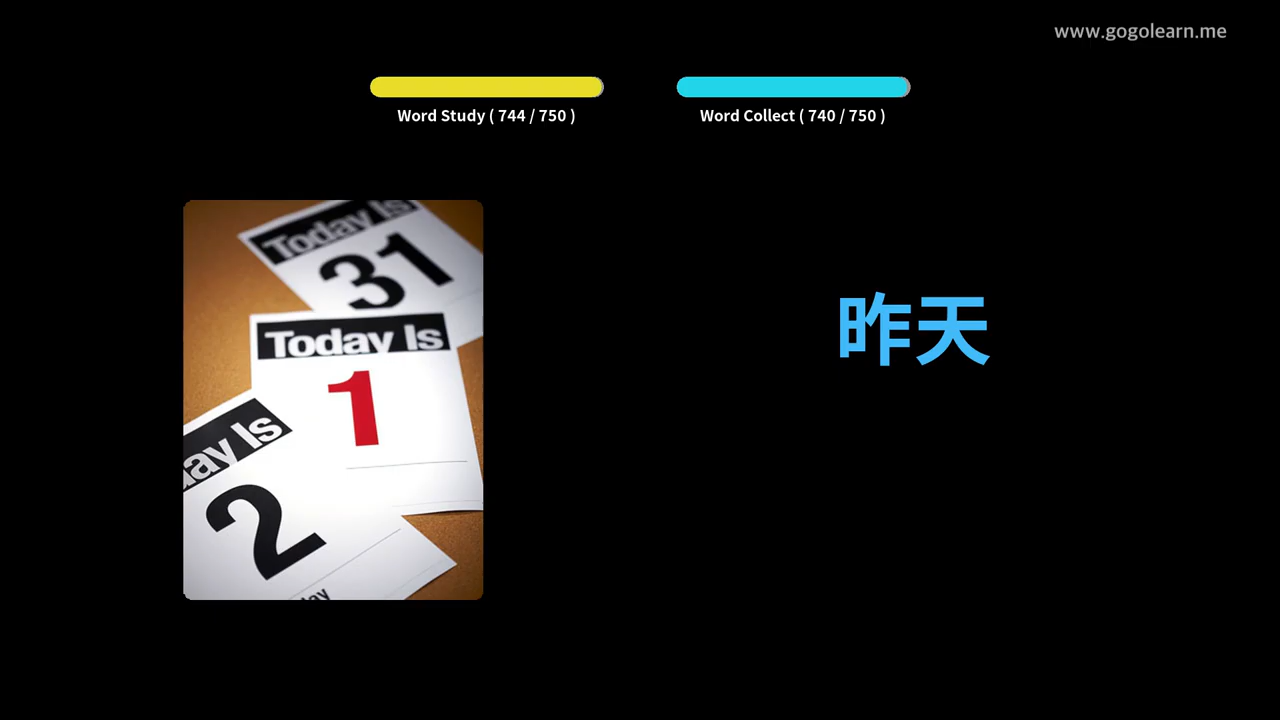 www.gogolearn.me
Word Study ( 744 / 750 )
Word Collect ( 740 / 750 )
Today Is
31
Today Is
1
ay Is
2
昨天